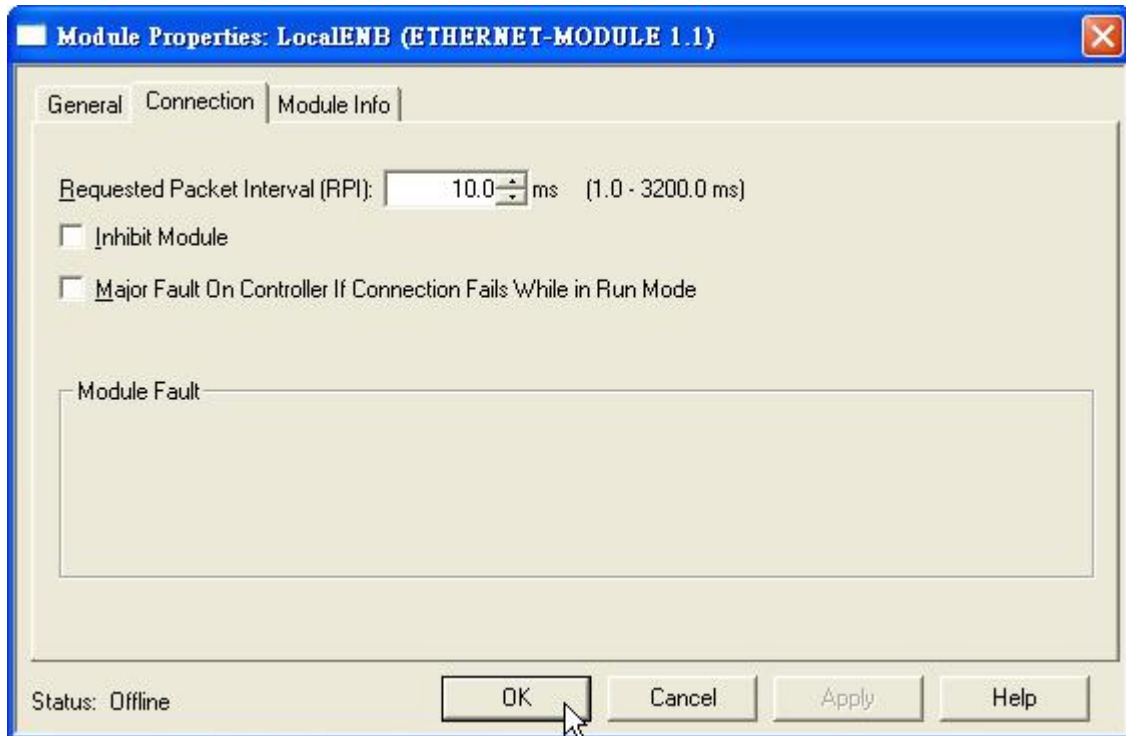 Module Properties: LocalENB (ETHERNET-MODULE 1.1)
General Connection Module Info
Requested Packet Interval (RPI): 10.0 ms (1.0 - 3200.0 ms)
Inhibit Module
Major Fault On Controller If Connection Fails While in Run Mode
Module Fault
Status: Offline OK Cancel Apply Help